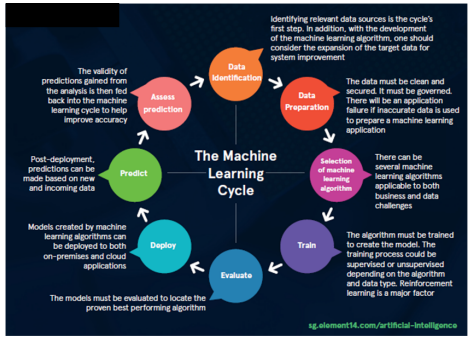 Identifying relevant data sources is the cycle's
first step. In addition, with the development
of the machine learning algorithm, one should
consider the expansion of the target data for
system improvement
Data
Identification
The data must be clean and
secured. It must be governed.
There will be an application
failure if inaccurate data is used
to prepare a machine learning
application
Data
Preparation
There can be
several machine
learning algorithms
applicable to both
business and data
challenges
Selection
of machine
learning
algorithm
The algorithm must be trained
to create the model. The
training process could be
supervised or unsupervised
depending on the algorithm
and data type. Reinforcement
learning is a major factor
Train
Evaluate
The models must be evaluated to locate the
proven best performing algorithm
Deploy
Models created by machine
learning algorithms can
be deployed to both
on-premises and cloud
applications
Predict
Post-deployment,
predictions can be
made based on new
and incoming data
Assess
prediction
The validity of
predictions gained from
the analysis is then fed
back into the machine
learning cycle to help
improve accuracy
The Machine
Learning
Cycle
sg.element14.com/artificial-intelligence